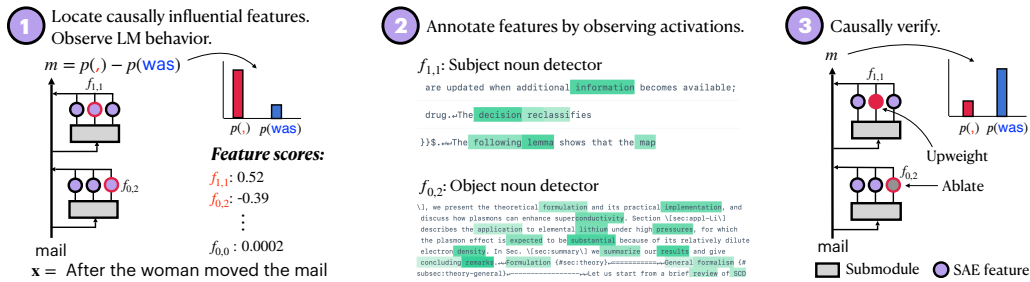 1
Locate causally influential features.
Observe LM behavior.
m = p(,) − p(was)
f1,1
p(,) p(was)
f0,2
Feature scores:
f1,1: 0.52
f0,2: -0.39
⋮
f0,0 : 0.0002
mail
x = After the woman moved the mail
2
Annotate features by observing activations.
f1,1: Subject noun detector
are updated when additional information becomes available;
drug.↵The decision reclassifies
}}$.↵↵The following lemma shows that the map
f0,2: Object noun detector
\], we present the theoretical formulation and its practical implementation, and
discuss how plasmons can enhance superconductivity. Section \[sec:appl-Li\]
describes the application to elemental lithium under high pressures, for which
the plasmon effect is expected to be substantial because of its relatively dilute
electron density. In Sec. \[sec:summary\] we summarize our results and give
concluding remarks.↵↵Formulation {#sec:theory}↵===========↵↵General formalism {#
subsec:theory-general}↵-----------------↵↵Let us start from a brief review of SCD
3
Causally verify.
m
f1,1
p(,) p(was)
Upweight
f0,2
Ablate
mail
Submodule SAE feature